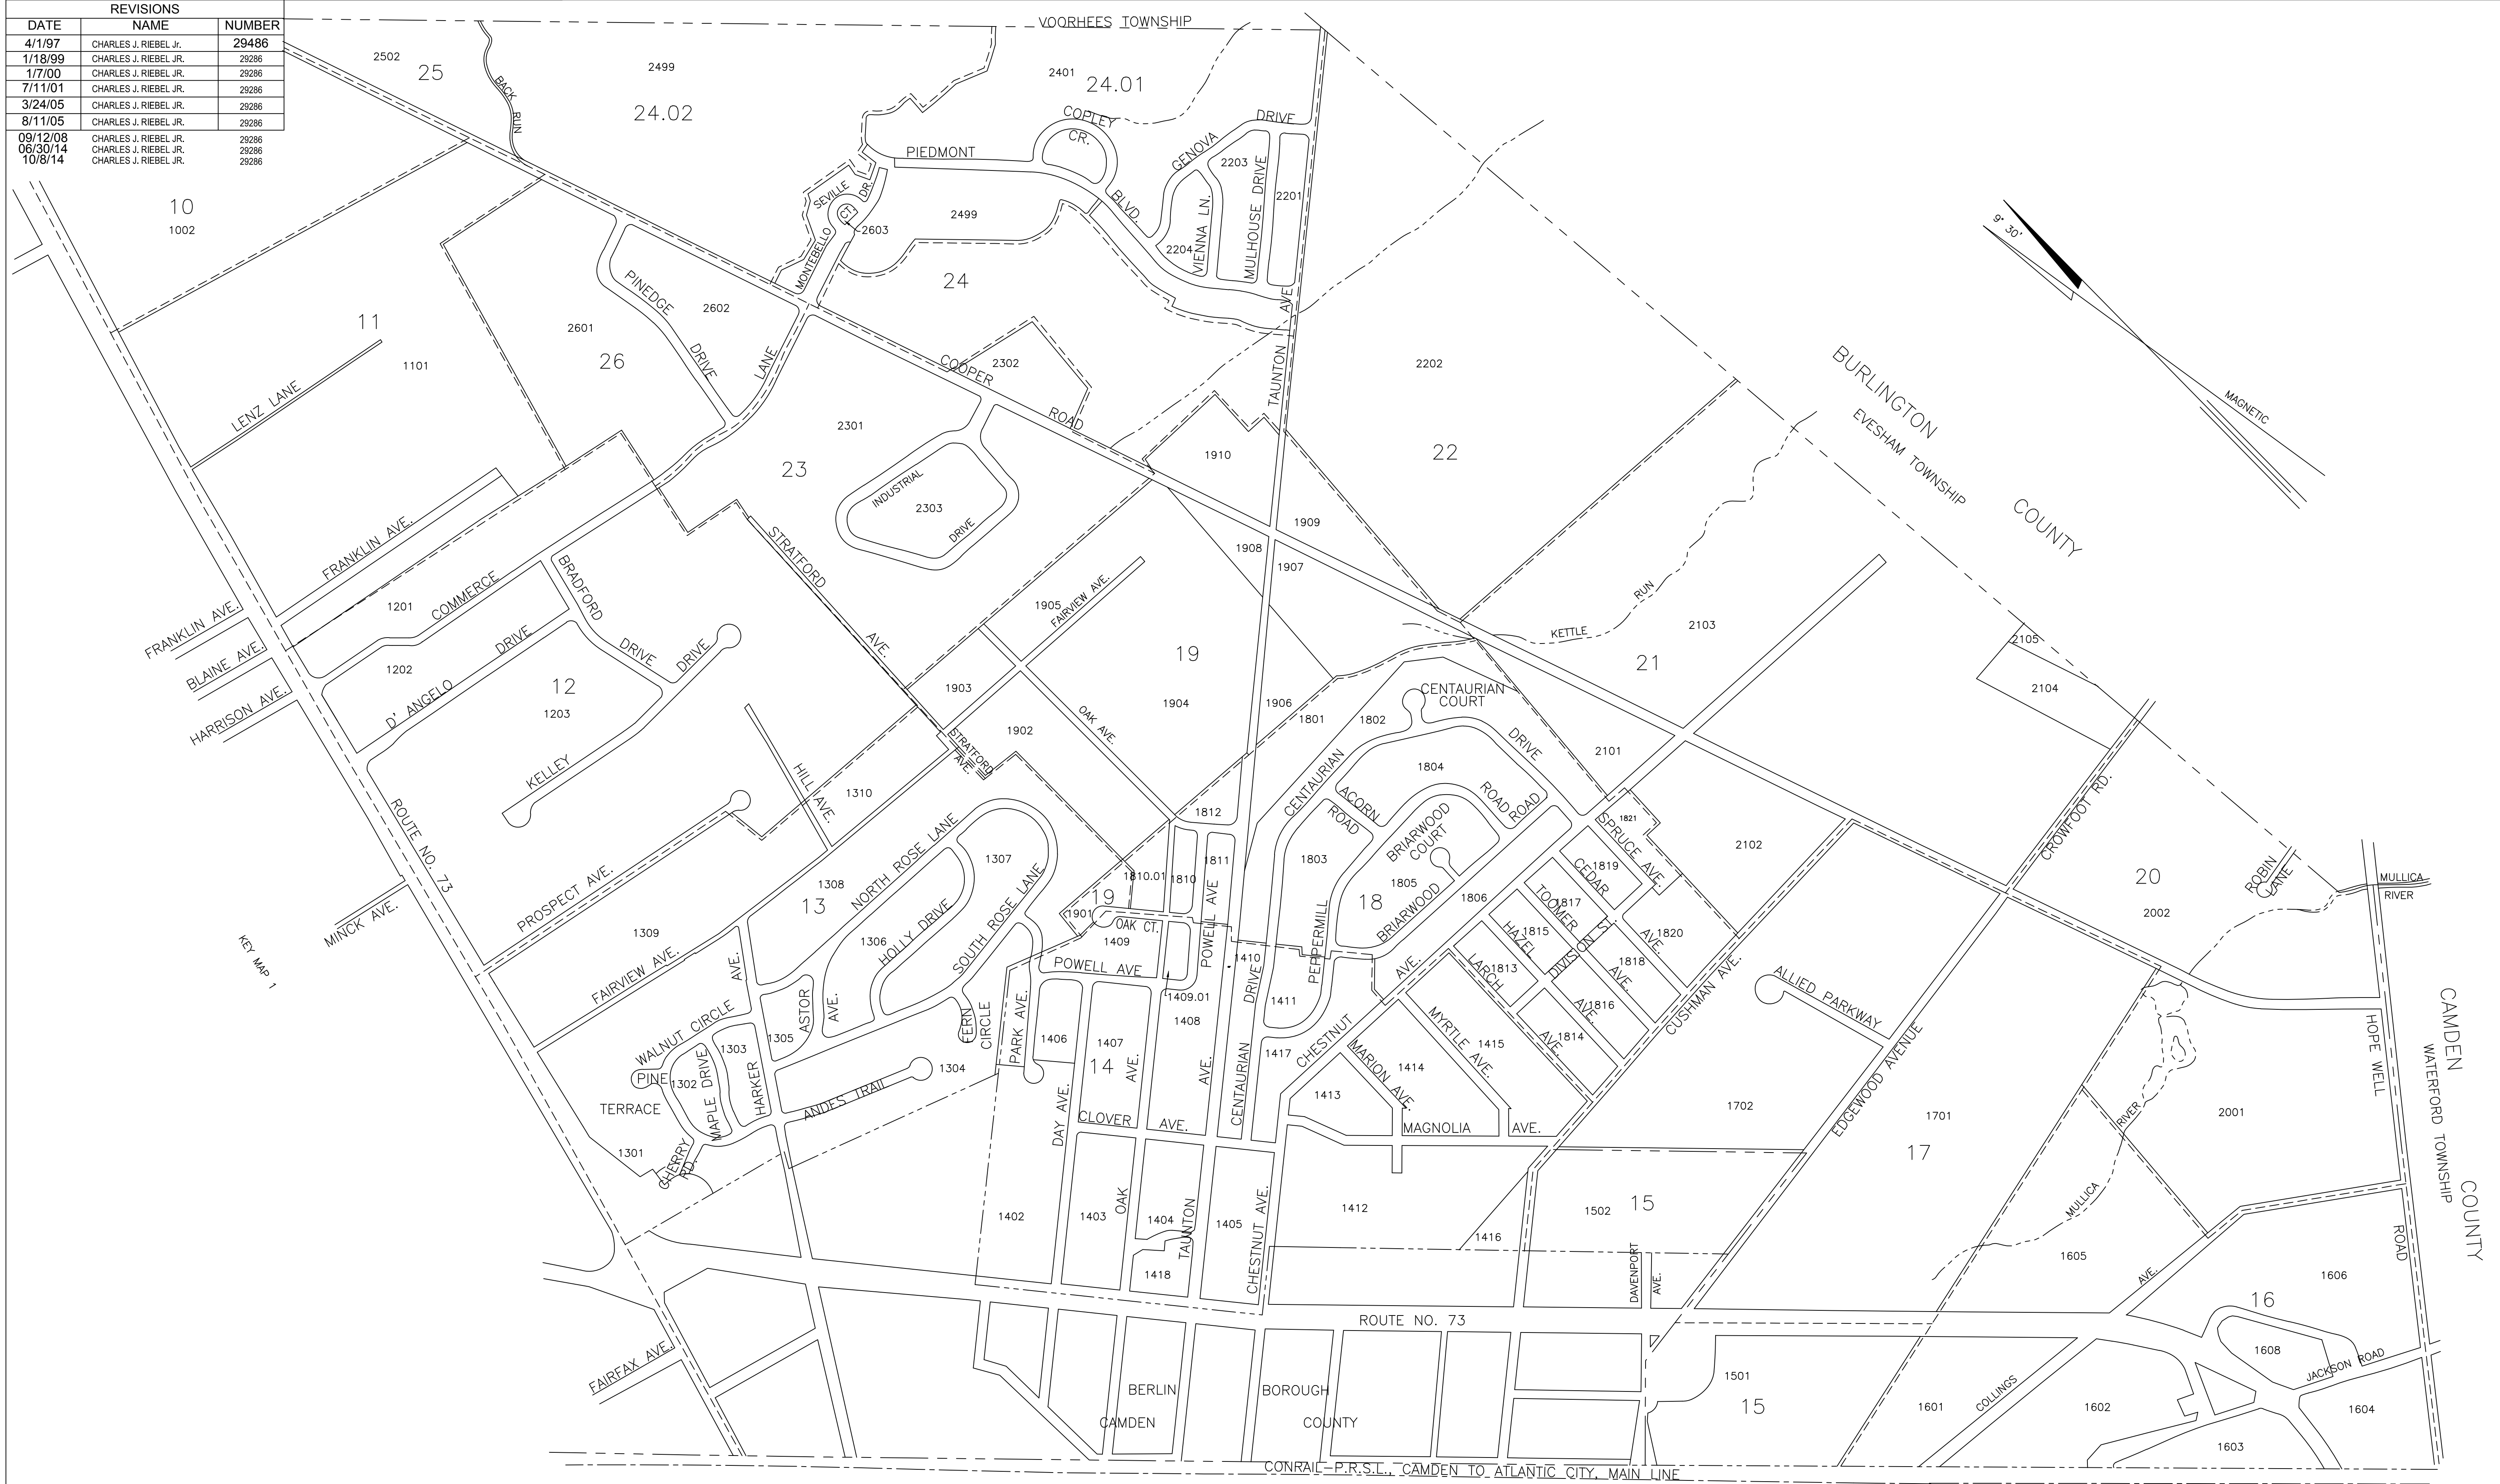 REVISIONS
DATE NAME NUMBER
4/1/97 CHARLES J. RIEBEL Jr. 29486
1/18/99 CHARLES J. RIEBEL JR. 29286
1/7/00 CHARLES J. RIEBEL JR. 29286
7/11/01 CHARLES J. RIEBEL JR. 29286
3/24/05 CHARLES J. RIEBEL JR. 29286
8/11/05 CHARLES J. RIEBEL JR. 29286
09/12/08 CHARLES J. RIEBEL JR. 29286
06/30/14 CHARLES J. RIEBEL JR. 29286
10/8/14 CHARLES J. RIEBEL JR. 29286
VOORHEES TOWNSHIP
2502
25
BACK RUN
2499
24.02
2401
24.01
COPLEY CR.
PIEDMONT BLVD.
GENOVA DRIVE
2203
MULHOUSE DRIVE
2201
VIENNA LN.
2204
SEVILLE DR.
CT.
2603
MONTEBELLO
2499
24
10
1002
11
1101
LENZ LANE
2601
26
PINEDGE DRIVE
2602
LANE
COOPER ROAD
2302
TAUNTON AVE
2202
22
2301
23
INDUSTRIAL DRIVE
2303
1910
1909
1908
1907
9° 30'
MAGNETIC
BURLINGTON COUNTY
EVESHAM TOWNSHIP
FRANKLIN AVE.
FRANKLIN AVE.
BLAINE AVE.
HARRISON AVE.
1201
COMMERCE
1202
D' ANGELO DRIVE
BRADFORD DRIVE
12
1203
KELLEY DRIVE
STRATFORD AVE.
STRATFORD AVE.
1905
FAIRVIEW AVE.
1903
1902
OAK AVE.
19
1904
1906
1801
1802
CENTAURIAN COURT
CENTAURIAN DRIVE
KETTLE RUN
2103
21
2105
2104
2101
2102
HILL AVE.
1310
ROUTE NO. 73
PROSPECT AVE.
MINCK AVE.
KEY MAP 1
1309
FAIRVIEW AVE.
1308
13
NORTH ROSE LANE
1307
1306
HOLLY DRIVE
SOUTH ROSE LANE
1812
1811
1810.01
1810
19
1901
OAK CT.
1409
POWELL AVE
POWELL AVE
1409.01
1410
1804
ACORN ROAD
ROAD
ROAD
1803
BRIARWOOD COURT
1805
18
BRIARWOOD
PEPPERMILL
1806
1821
SPRUCE AVE.
1819
CEDAR AVE.
1817
TOOMER AVE.
1815
HAZEL AVE.
1813
LARCH AVE.
DIVISION ST.
1820
1818
1816
1814
CUSHMAN AVE.
CROWFOOT RD.
20
2002
ROBIN LANE
MULLICA RIVER
ALLIED PARKWAY
EDGEWOOD AVENUE
HOPE WELL ROAD
CAMDEN COUNTY
WATERFORD TOWNSHIP
WALNUT CIRCLE
PINE TERRACE
1302
MAPLE DRIVE
1303
HARKER AVE.
1305
ASTOR AVE.
CHERRY RD.
1301
ANDES TRAIL
1304
FERN CIRCLE
PARK AVE.
1406
1407
14
1408
DAY AVE.
CLOVER AVE.
OAK AVE.
TAUNTON AVE.
CENTAURIAN DRIVE
1411
1417
CHESTNUT AVE.
1413
MARION AVE.
1414
MYRTLE AVE.
1415
MAGNOLIA AVE.
1402
1403
1404
1405
CHESTNUT AVE.
1418
1412
1416
1502
15
1702
1701
17
DAVENPORT AVE.
MULLICA RIVER
2001
1605
1606
16
1608
JACKSON ROAD
1604
1603
1602
1601
COLLINGS AVE.
1501
15
ROUTE NO. 73
FAIRFAX AVE.
BERLIN BOROUGH
CAMDEN COUNTY
CONRAIL-P.R.S.L., CAMDEN TO ATLANTIC CITY, MAIN LINE